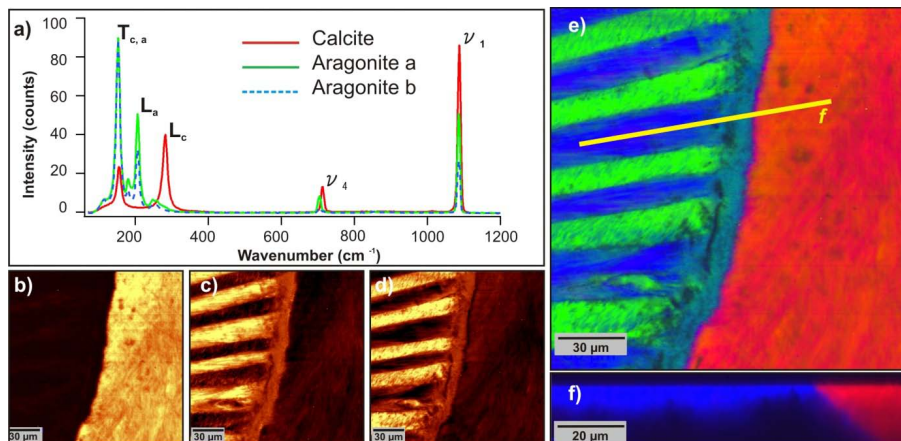 a)
100
80
60
40
20
0
Intensity (counts)
T c, a
L a
L c
ν 4
ν 1
Calcite
Aragonite a
Aragonite b
200 400 600 800 1000 1200
Wavenumber (cm -1)
b)
30 µm
c)
30 µm
d)
30 µm
e)
f
30 µm
f)
20 µm